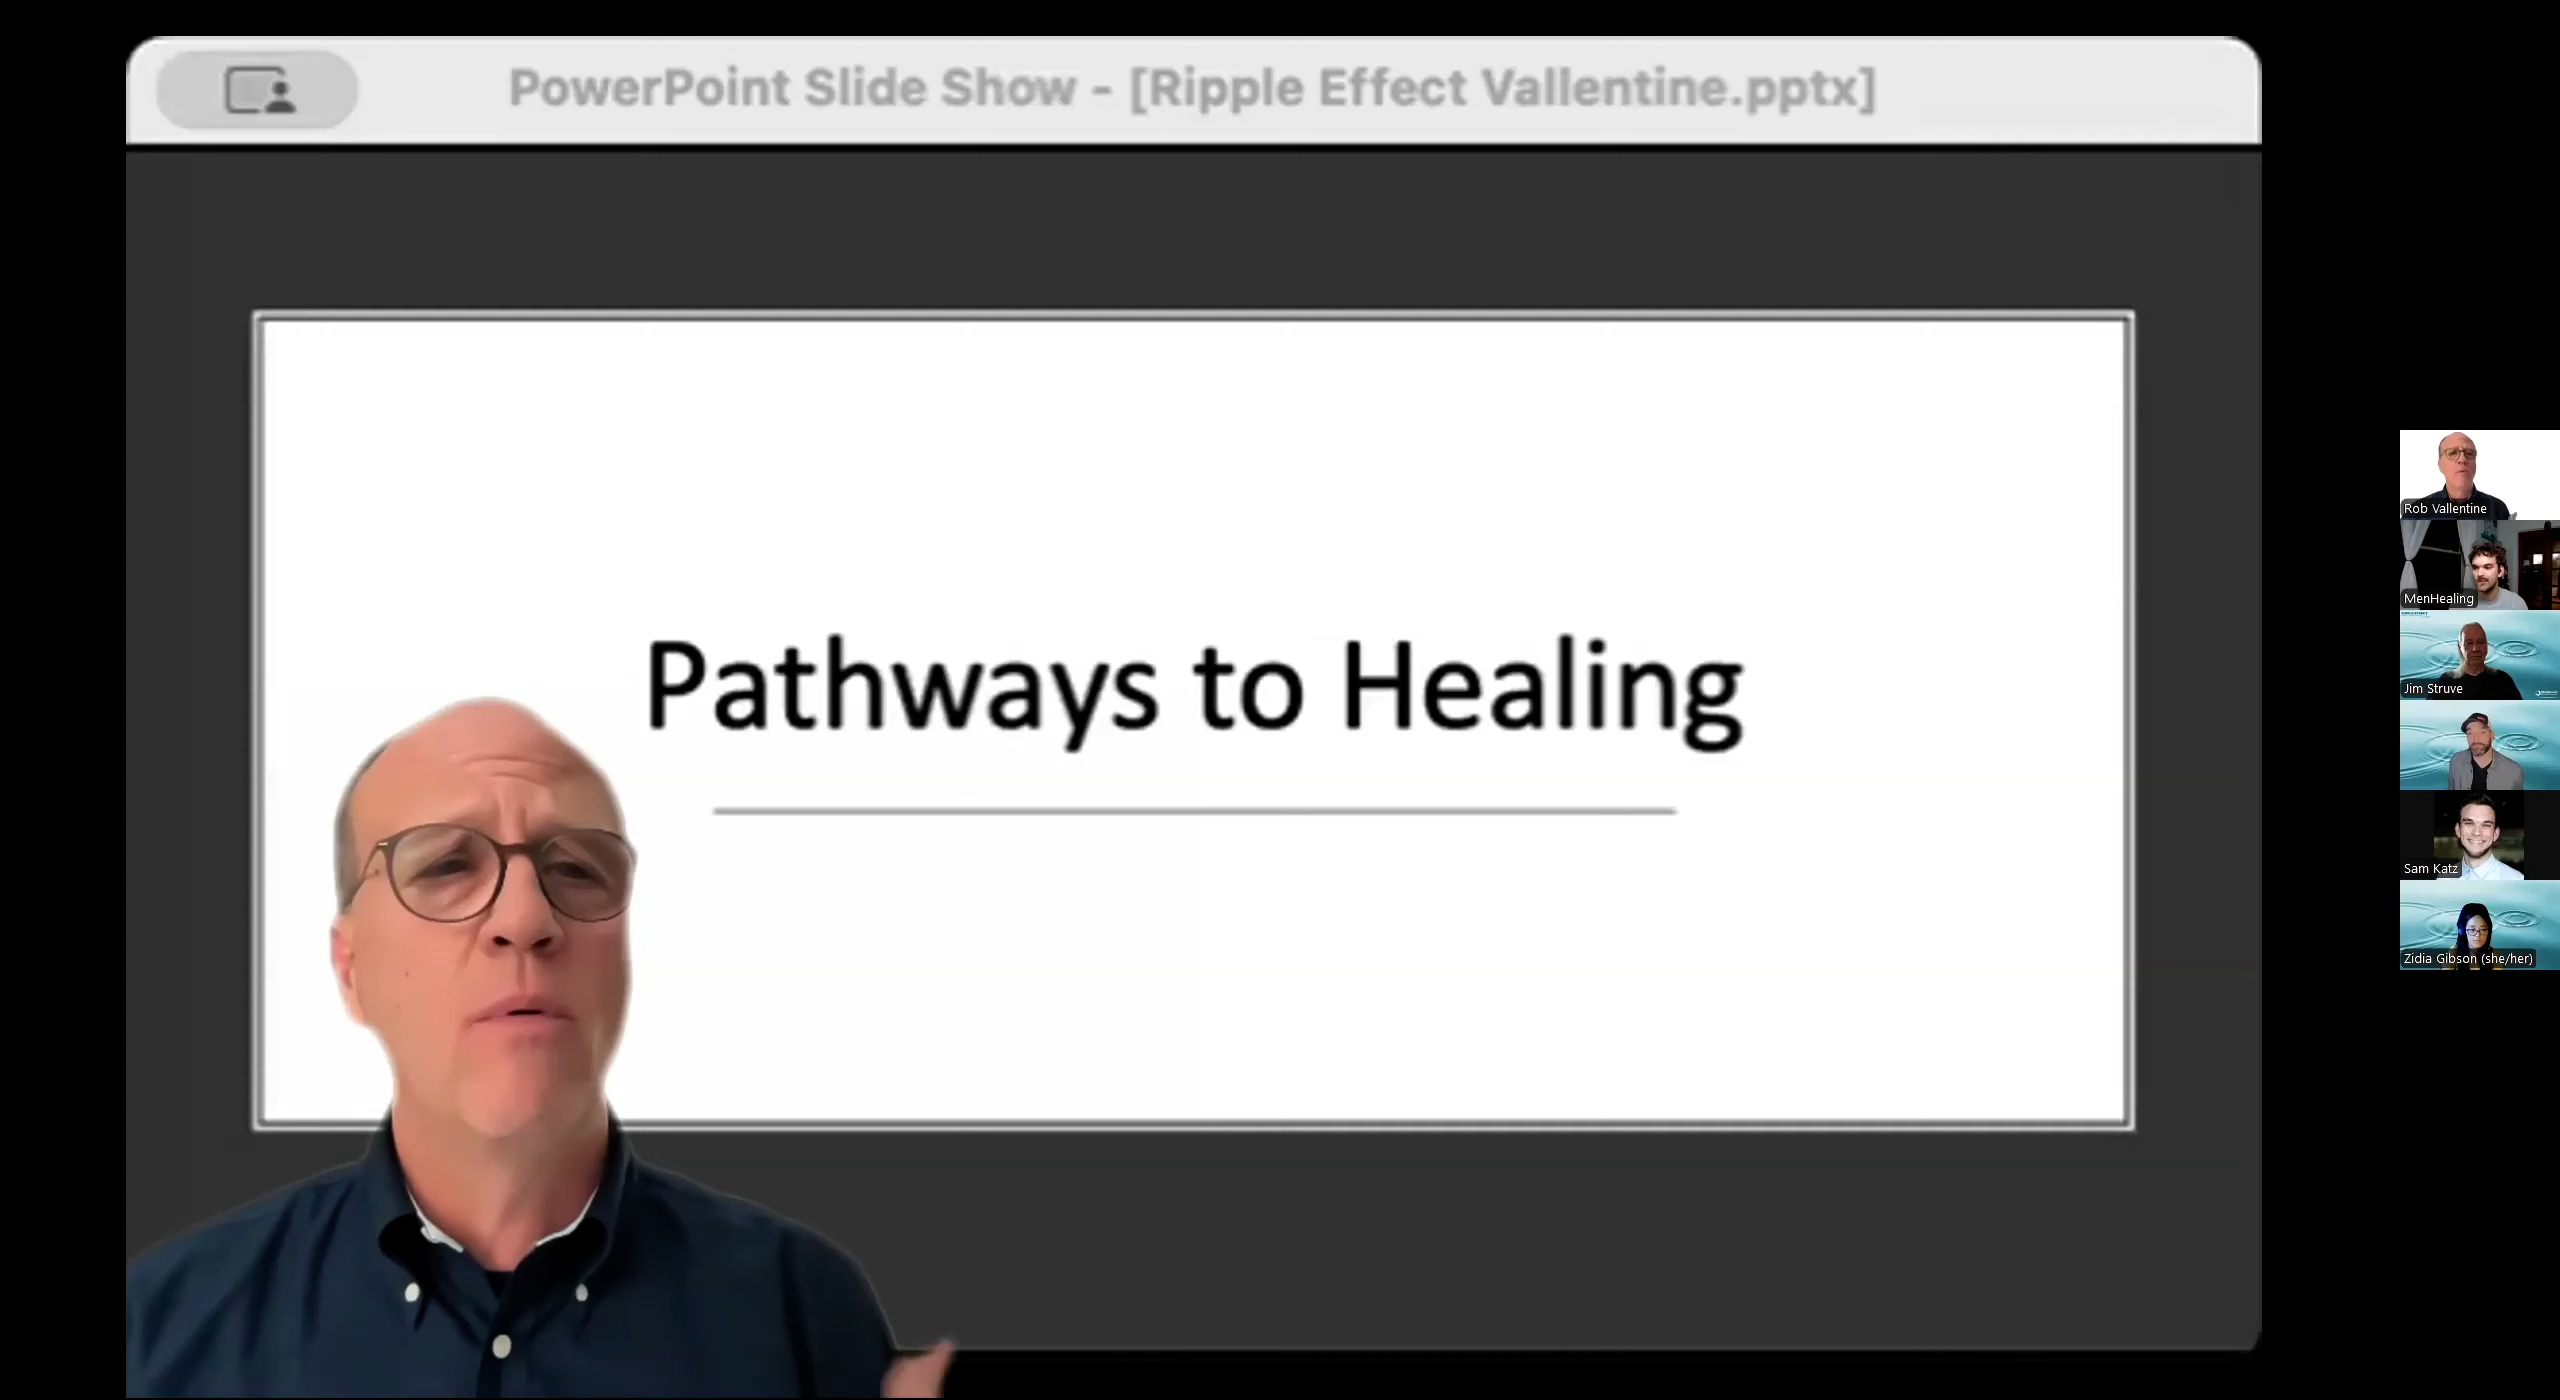 PowerPoint Slide Show - [Ripple Effect Vallentine.pptx]
Pathways to Healing
Rob Vallentine
MenHealing
Jim Struve
Sam Katz
Zidia Gibson (she/her)